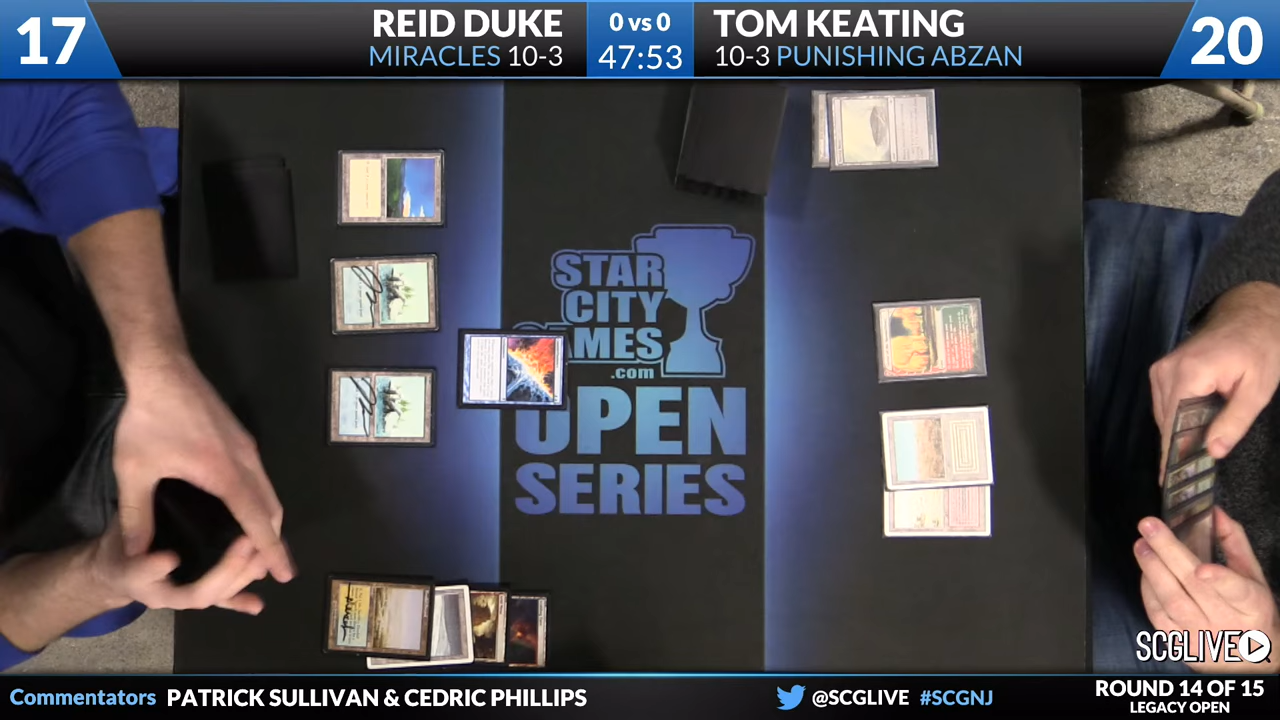 17
REID DUKE
MIRACLES 10-3
0 vs 0
47:53
TOM KEATING
10-3 PUNISHING ABZAN
20
STAR
CITY
GAMES
.com
OPEN
SERIES
SCGLIVE
Commentators PATRICK SULLIVAN & CEDRIC PHILLIPS
@SCGLIVE #SCGNJ
ROUND 14 OF 15
LEGACY OPEN